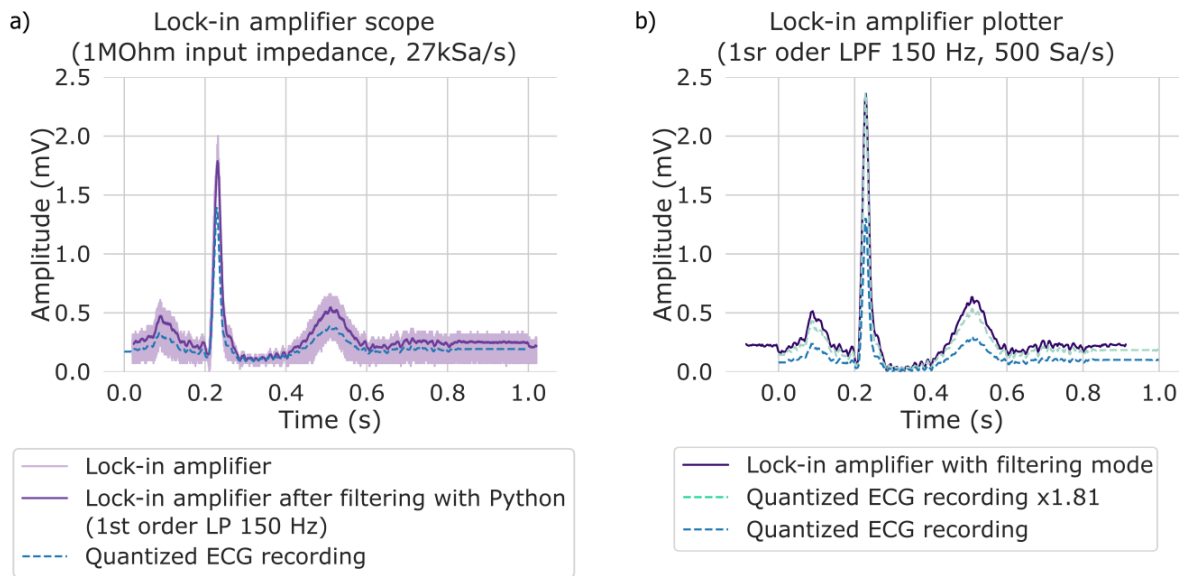 a)
Lock-in amplifier scope
(1MOhm input impedance, 27kSa/s)
2.5
2.0
1.5
1.0
0.5
0.0
Amplitude (mV)
0.0 0.2 0.4 0.6 0.8 1.0
Time (s)
Lock-in amplifier
Lock-in amplifier after filtering with Python
(1st order LP 150 Hz)
Quantized ECG recording
b)
Lock-in amplifier plotter
(1sr oder LPF 150 Hz, 500 Sa/s)
2.5
2.0
1.5
1.0
0.5
0.0
Amplitude (mV)
0.0 0.2 0.4 0.6 0.8 1.0
Time (s)
Lock-in amplifier with filtering mode
Quantized ECG recording x1.81
Quantized ECG recording